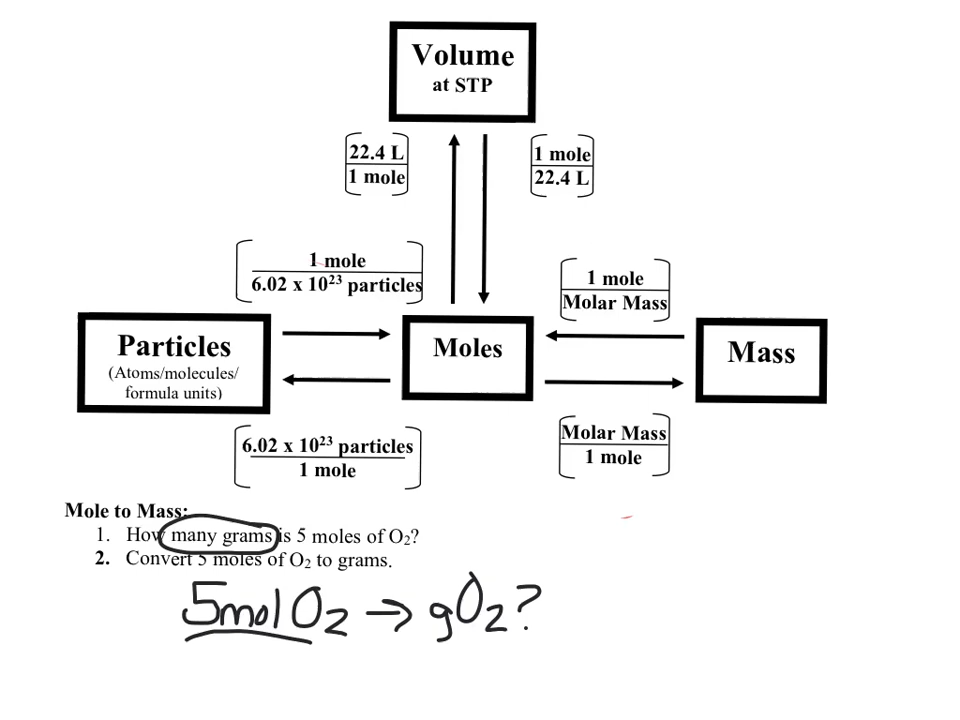 Volume
at STP
22.4 L
1 mole
1 mole
22.4 L
1 mole
6.02 x 10²³ particles
1 mole
Molar Mass
Particles
(Atoms/molecules/
formula units)
Moles
Mass
6.02 x 10²³ particles
1 mole
Molar Mass
1 mole
Mole to Mass:
1. How many grams is 5 moles of O₂?
2. Convert 5 moles of O₂ to grams.
5mol O₂ → gO₂?